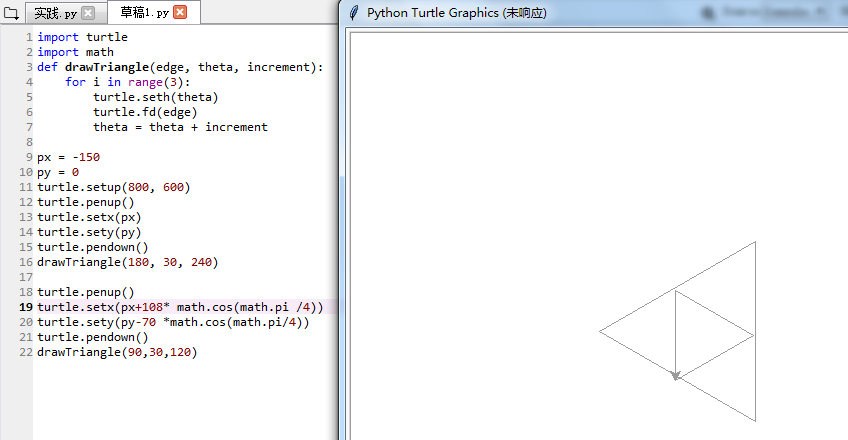 实践.py
草稿1.py
Python Turtle Graphics (未响应)
1 import turtle
2 import math
3 def drawTriangle(edge, theta, increment):
4     for i in range(3):
5         turtle.seth(theta)
6         turtle.fd(edge)
7         theta = theta + increment
8
9 px = -150
10 py = 0
11 turtle.setup(800, 600)
12 turtle.penup()
13 turtle.setx(px)
14 turtle.sety(py)
15 turtle.pendown()
16 drawTriangle(180, 30, 240)
17
18 turtle.penup()
19 turtle.setx(px+108* math.cos(math.pi /4))
20 turtle.sety(py-70 *math.cos(math.pi/4))
21 turtle.pendown()
22 drawTriangle(90,30,120)